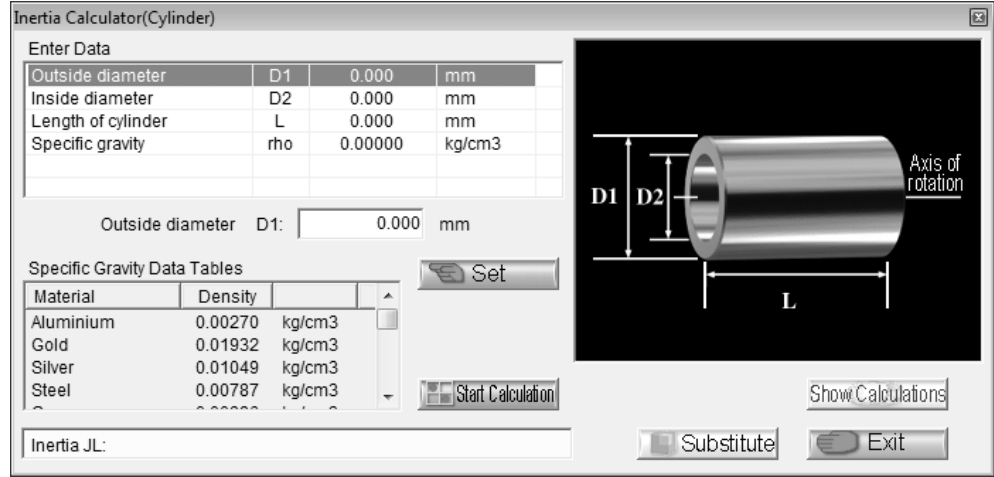 Inertia Calculator(Cylinder)
Enter Data
Outside diameter D1 0.000 mm
Inside diameter D2 0.000 mm
Length of cylinder L 0.000 mm
Specific gravity rho 0.00000 kg/cm3
Outside diameter D1: 0.000 mm
Specific Gravity Data Tables
Material Density
Aluminium 0.00270 kg/cm3
Gold 0.01932 kg/cm3
Silver 0.01049 kg/cm3
Steel 0.00787 kg/cm3
Set
Start Calculation
Inertia JL:
D1 D2
Axis of
rotation
L
Show Calculations
Substitute
Exit